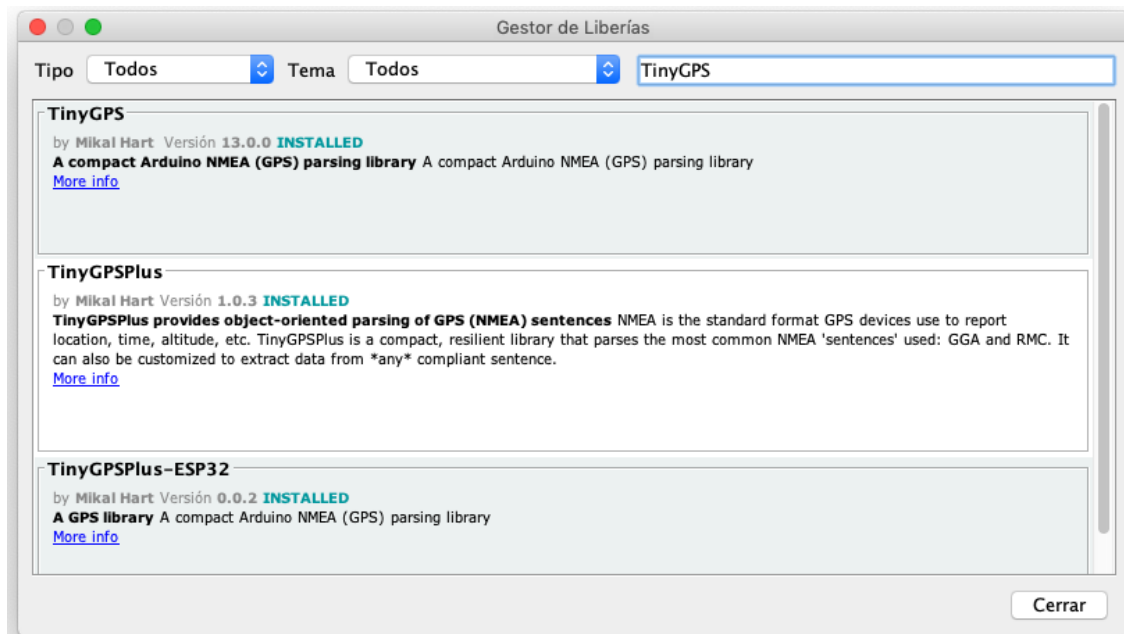 Gestor de Liberías
Tipo Todos Tema Todos TinyGPS
TinyGPS
by Mikal Hart Versión 13.0.0 INSTALLED
A compact Arduino NMEA (GPS) parsing library A compact Arduino NMEA (GPS) parsing library
More info
TinyGPSPlus
by Mikal Hart Versión 1.0.3 INSTALLED
TinyGPSPlus provides object-oriented parsing of GPS (NMEA) sentences NMEA is the standard format GPS devices use to report
location, time, altitude, etc. TinyGPSPlus is a compact, resilient library that parses the most common NMEA 'sentences' used: GGA and RMC. It
can also be customized to extract data from *any* compliant sentence.
More info
TinyGPSPlus-ESP32
by Mikal Hart Versión 0.0.2 INSTALLED
A GPS library A compact Arduino NMEA (GPS) parsing library
More info
Cerrar